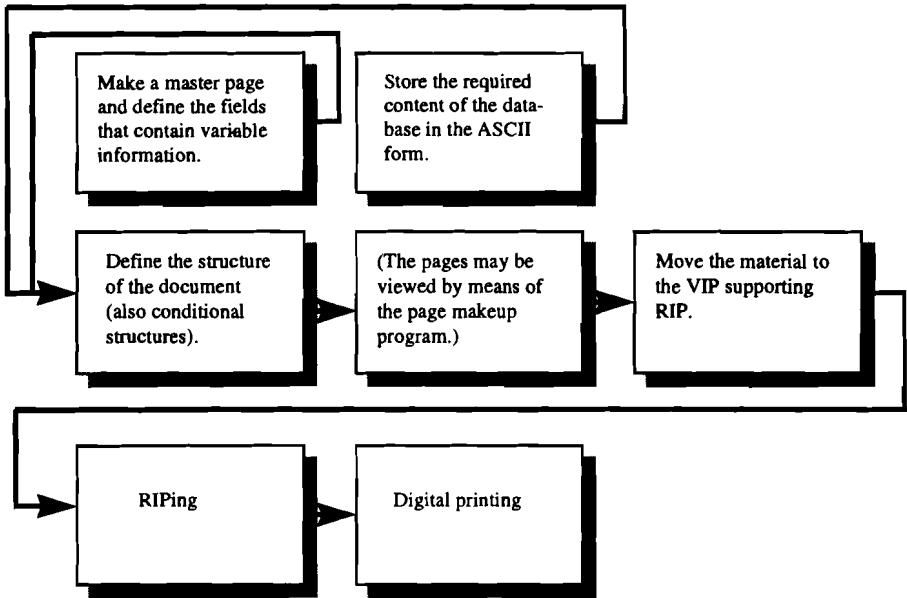 Make a master page
and define the fields
that contain variable
information.
Store the required
content of the data-
base in the ASCII
form.
Define the structure
of the document
(also conditional
structures).
(The pages may be
viewed by means of
the page makeup
program.)
Move the material to
the VIP supporting
RIP.
RIPing
Digital printing